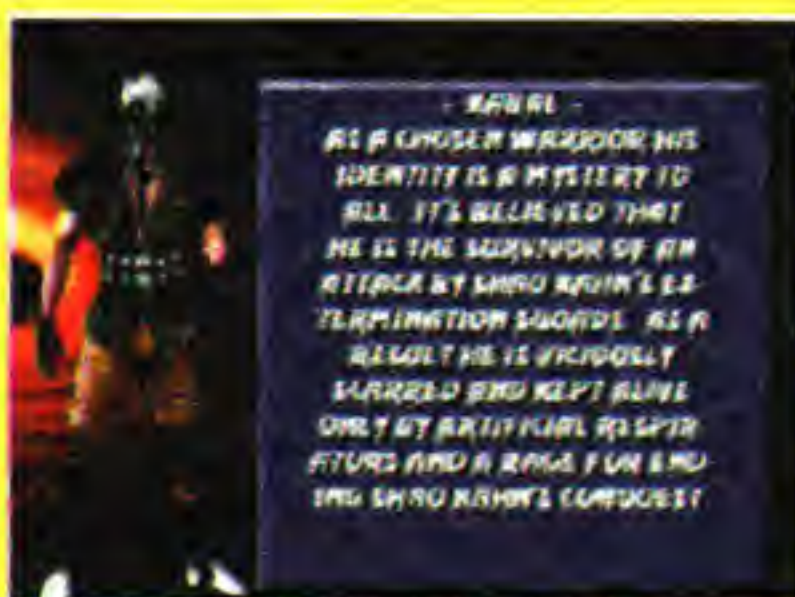 - KABAL -
AS A CHOSEN WARRIOR HIS
IDENTITY IS A MYSTERY TO
ALL. IT'S BELIEVED THAT
HE IS THE SURVIVOR OF AN
ATTACK BY SHAO KAHN'S EX-
TERMINATION SQUADS. AS A
RESULT HE IS VICIOUSLY
SCARRED AND KEPT ALIVE
ONLY BY ARTIFICIAL RESPIR-
ATORS AND A RAGE FOR END-
ING SHAO KAHN'S CONQUEST